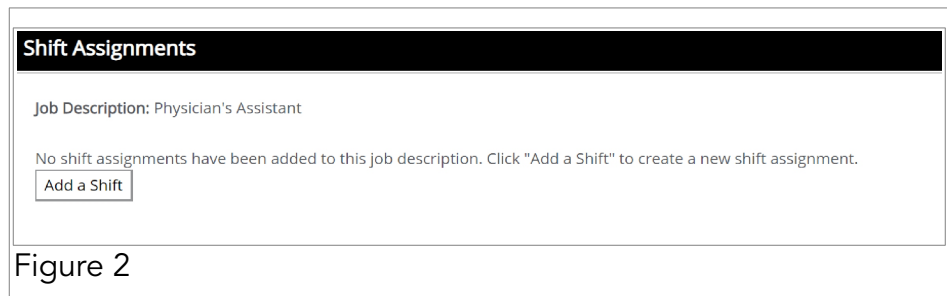 Shift Assignments
Job Description: Physician's Assistant
No shift assignments have been added to this job description. Click "Add a Shift" to create a new shift assignment.
Add a Shift
Figure 2